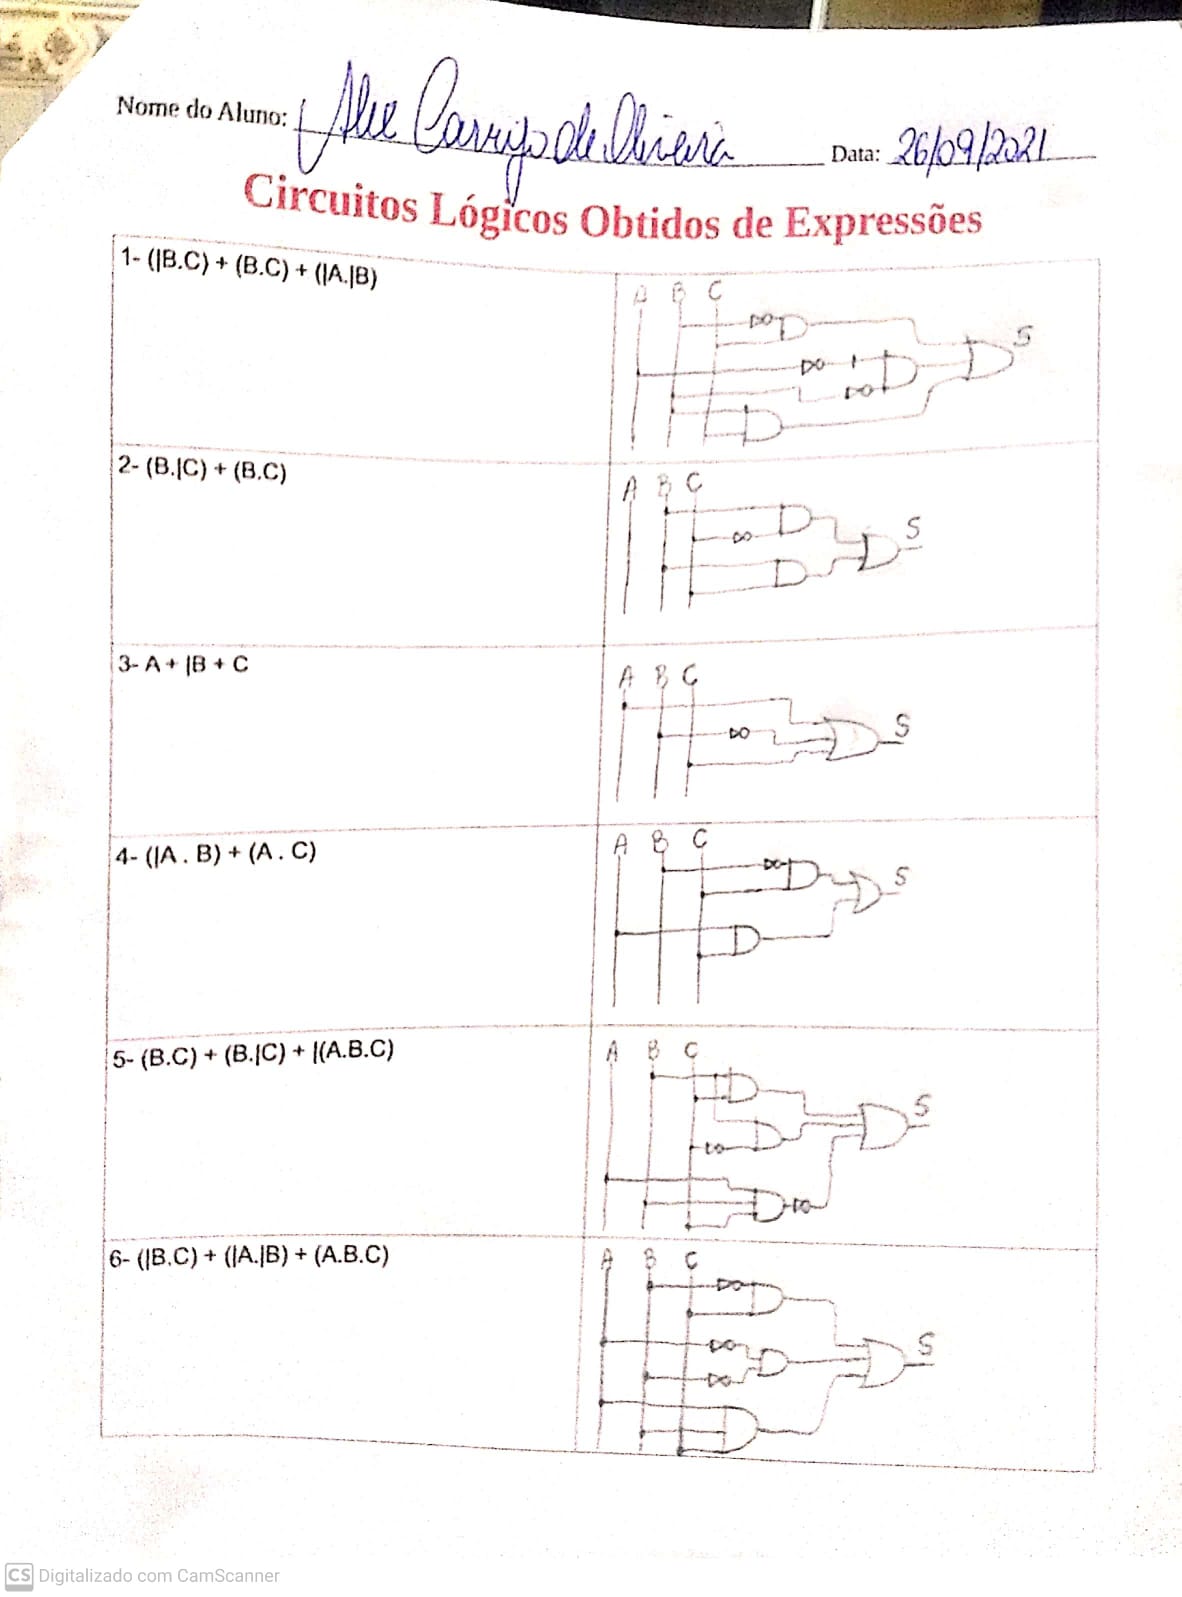 Nome do Aluno: Alex Carrijo de Oliveira Data: 26/09/2021
Circuitos Lógicos Obtidos de Expressões
1- (|B.C) + (B.C) + (|A.|B)
A B C
S
2- (B.|C) + (B.C)
A B C
S
3- A + |B + C
A B C
S
4- (|A . B) + (A . C)
A B C
S
5- (B.C) + (B.|C) + |(A.B.C)
A B C
S
6- (|B.C) + (|A.|B) + (A.B.C)
A B C
S
CS Digitalizado com CamScanner